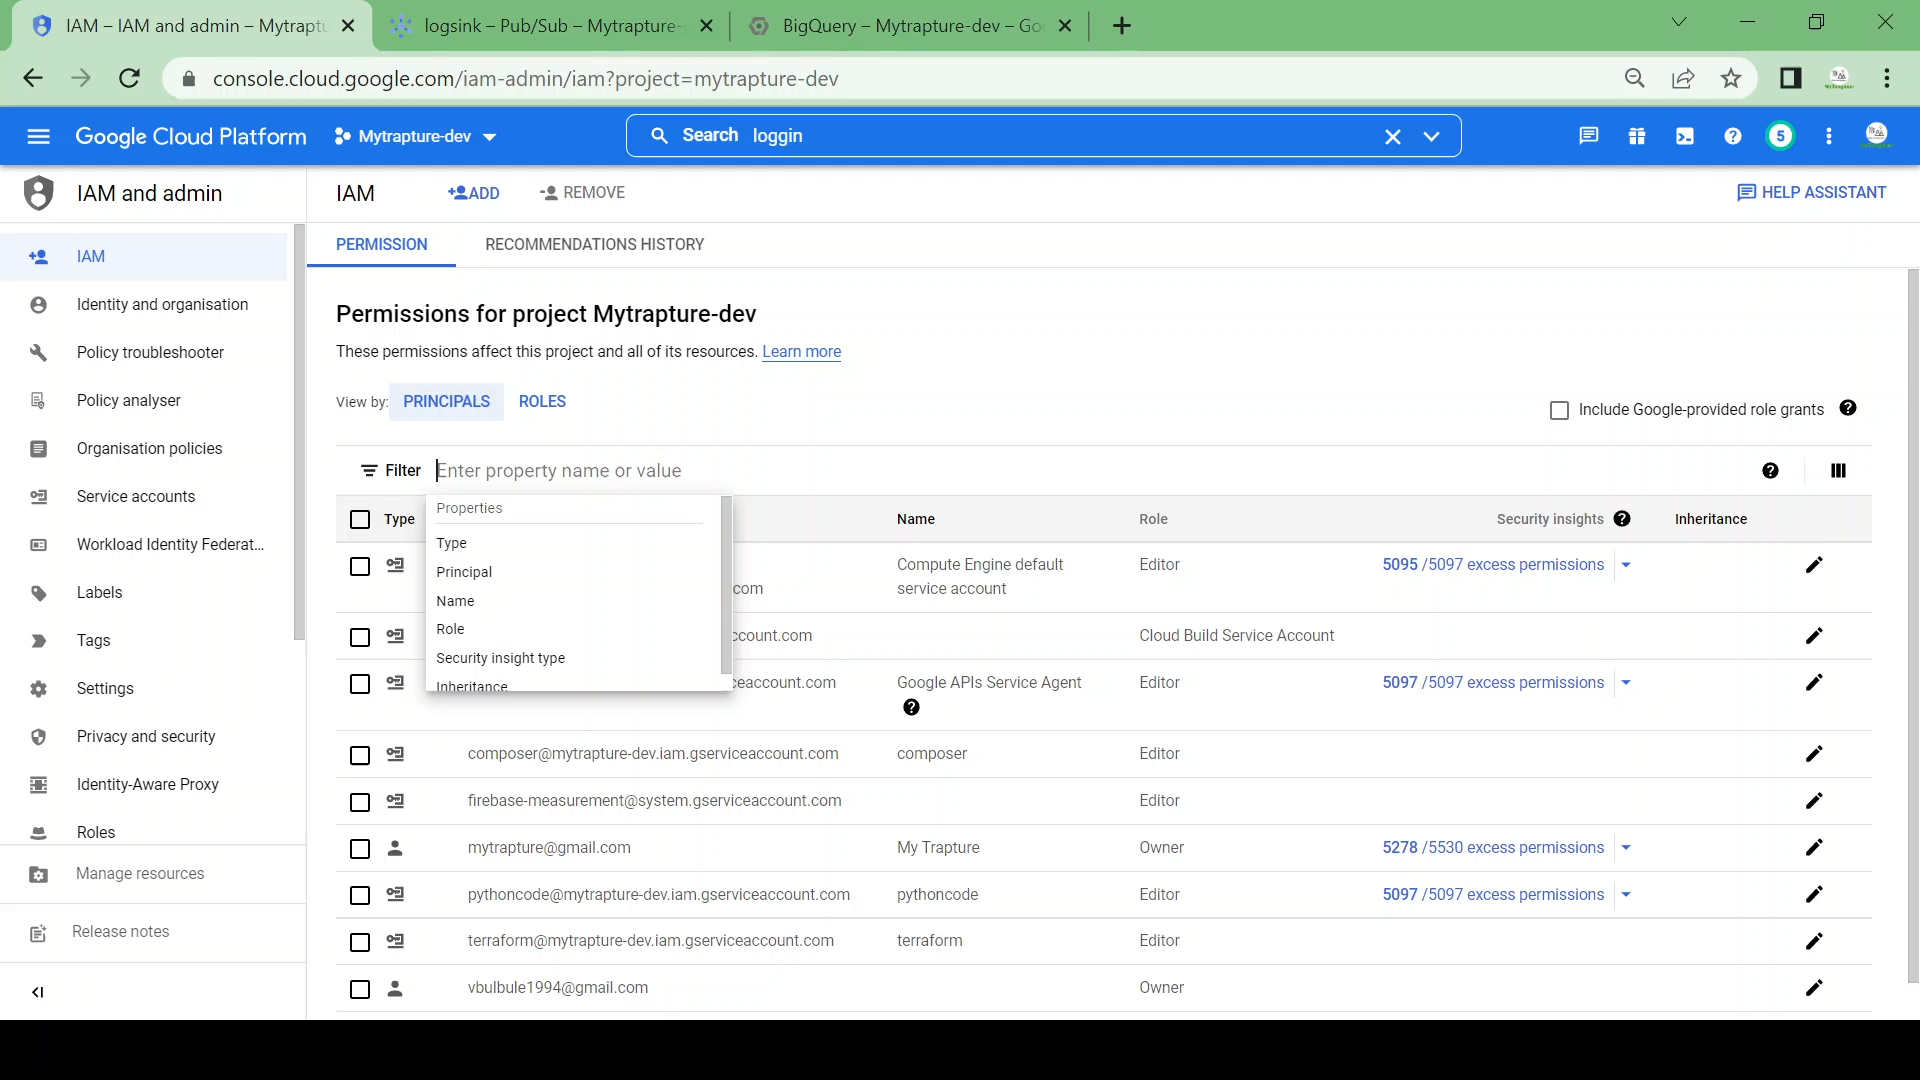 IAM – IAM and admin – Mytraptu
logsink – Pub/Sub – Mytrapture-
BigQuery – Mytrapture-dev – Go
console.cloud.google.com/iam-admin/iam?project=mytrapture-dev
Google Cloud Platform
Mytrapture-dev
Search loggin
5
IAM and admin
IAM
ADD
REMOVE
HELP ASSISTANT
IAM
Identity and organisation
Policy troubleshooter
Policy analyser
Organisation policies
Service accounts
Workload Identity Federat...
Labels
Tags
Settings
Privacy and security
Identity-Aware Proxy
Roles
Manage resources
Release notes
PERMISSION
RECOMMENDATIONS HISTORY
Permissions for project Mytrapture-dev
These permissions affect this project and all of its resources. Learn more
View by: PRINCIPALS ROLES
Include Google-provided role grants
Filter Enter property name or value
Properties
Type
Principal
Name
Role
Security insight type
Inheritance
Type Name Role Security insights Inheritance
com Compute Engine default service account Editor 5095 /5097 excess permissions
ccount.com Cloud Build Service Account
ceaccount.com Google APIs Service Agent Editor 5097 /5097 excess permissions
composer@mytrapture-dev.iam.gserviceaccount.com composer Editor
firebase-measurement@system.gserviceaccount.com Editor
mytrapture@gmail.com My Trapture Owner 5278 /5530 excess permissions
pythoncode@mytrapture-dev.iam.gserviceaccount.com pythoncode Editor 5097 /5097 excess permissions
terraform@mytrapture-dev.iam.gserviceaccount.com terraform Editor
vbulbule1994@gmail.com Owner